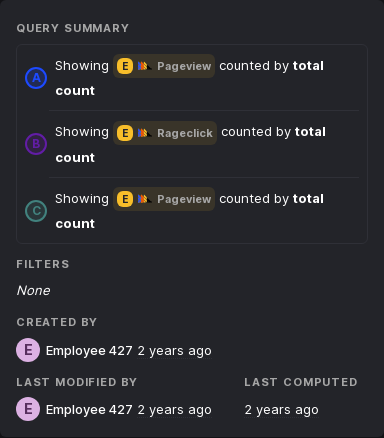 QUERY SUMMARY
A Showing E Pageview counted by total
count
B Showing E Rageclick counted by total
count
C Showing E Pageview counted by total
count
FILTERS
None
CREATED BY
E Employee 427 2 years ago
LAST MODIFIED BY LAST COMPUTED
E Employee 427 2 years ago 2 years ago